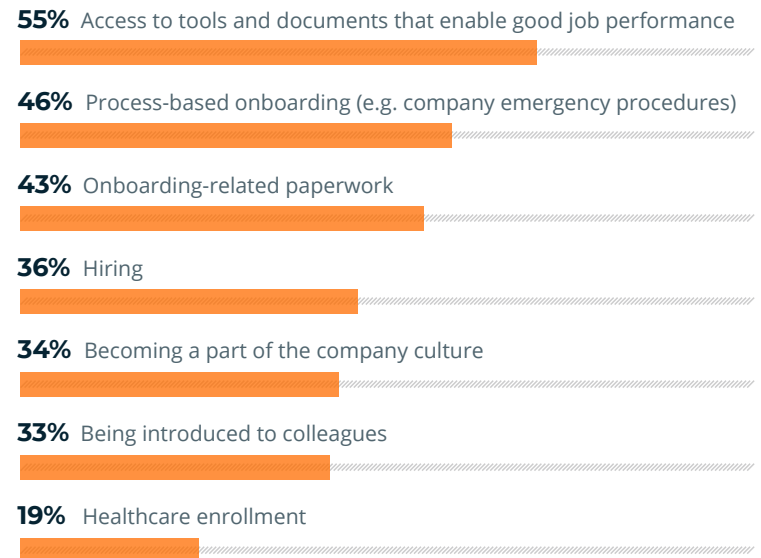 55% Access to tools and documents that enable good job performance
46% Process-based onboarding (e.g. company emergency procedures)
43% Onboarding-related paperwork
36% Hiring
34% Becoming a part of the company culture
33% Being introduced to colleagues
19% Healthcare enrollment